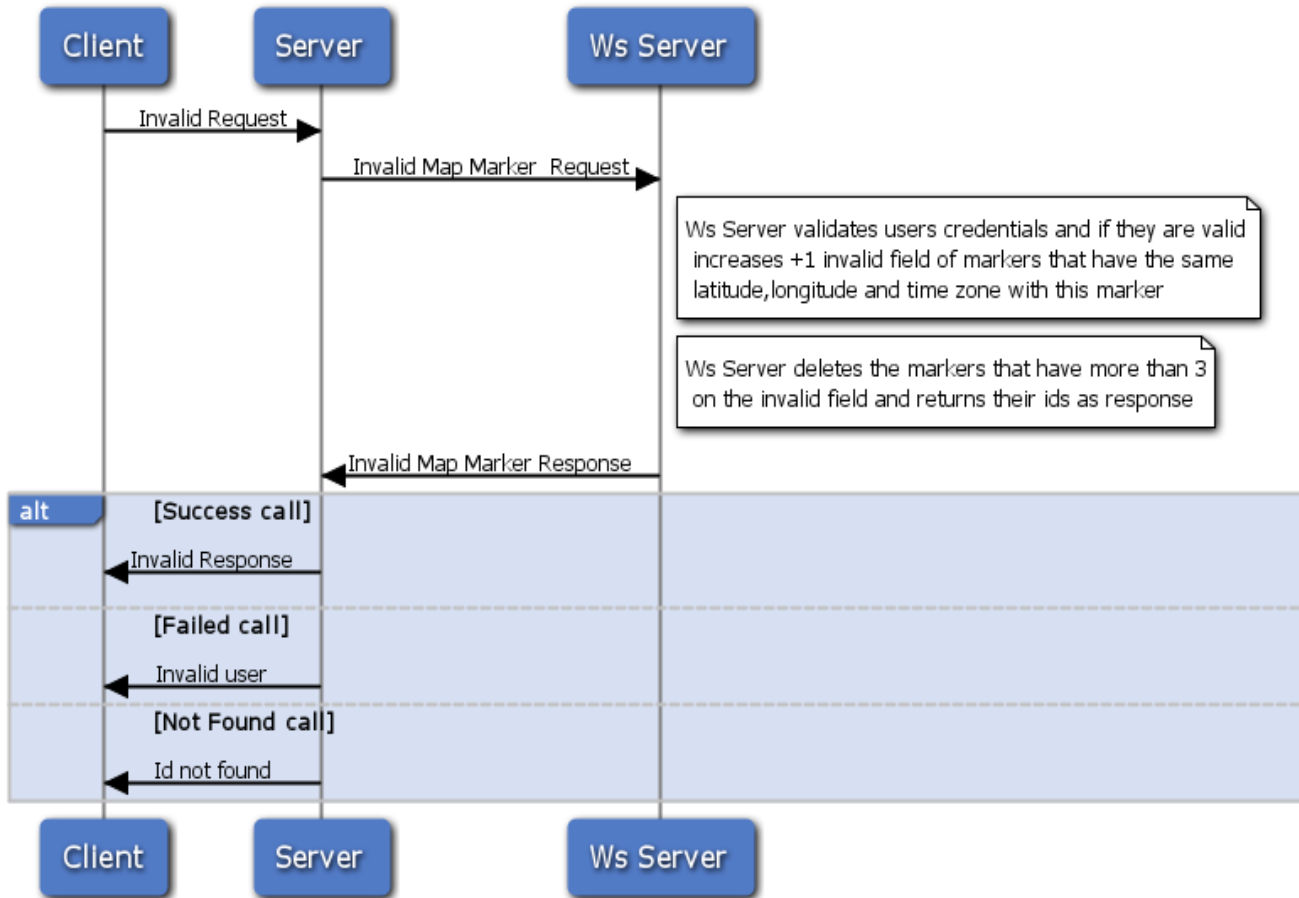 Client
Server
Ws Server
Invalid Request
Invalid Map Marker  Request
Ws Server validates users credentials and if they are valid
increases +1 invalid field of markers that have the same
latitude,longitude and time zone with this marker
Ws Server deletes the markers that have more than 3
on the invalid field and returns their ids as response
Invalid Map Marker Response
alt
[Success call]
Invalid Response
[Failed call]
Invalid user
[Not Found call]
Id not found
Client
Server
Ws Server